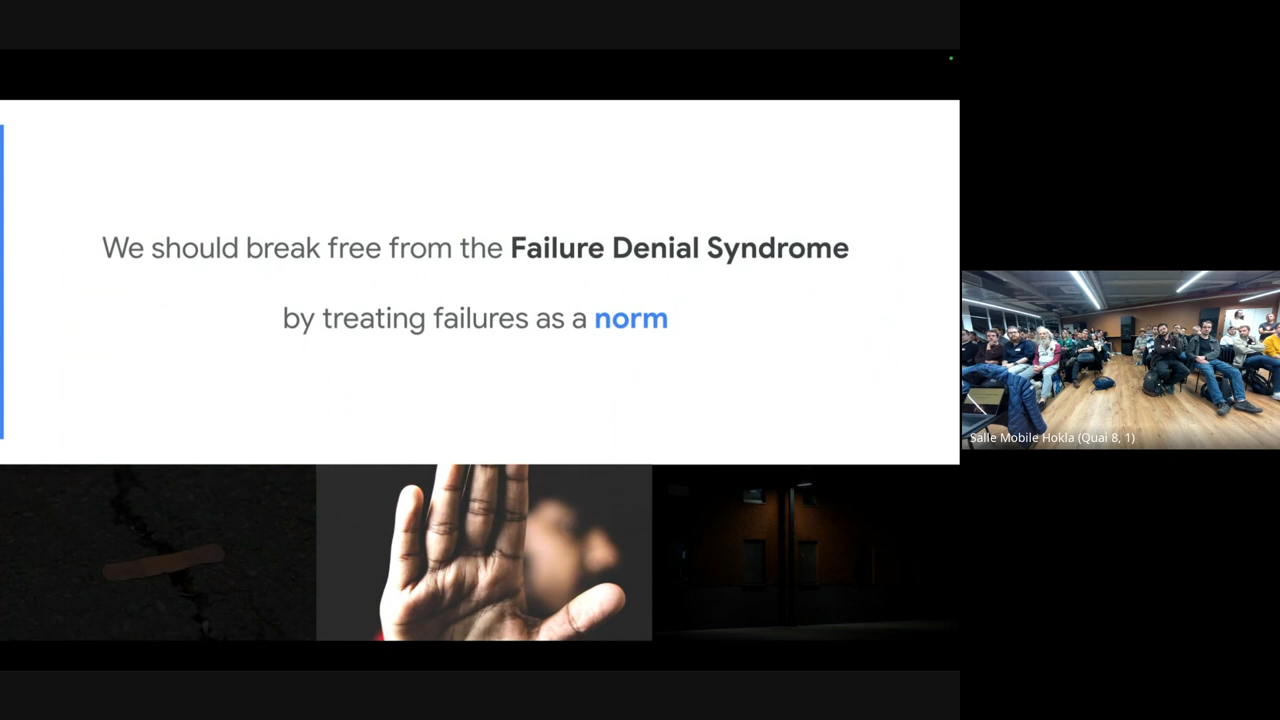 We should break free from the Failure Denial Syndrome
by treating failures as a norm
Salle Mobile Hokla (Quai 8, 1)